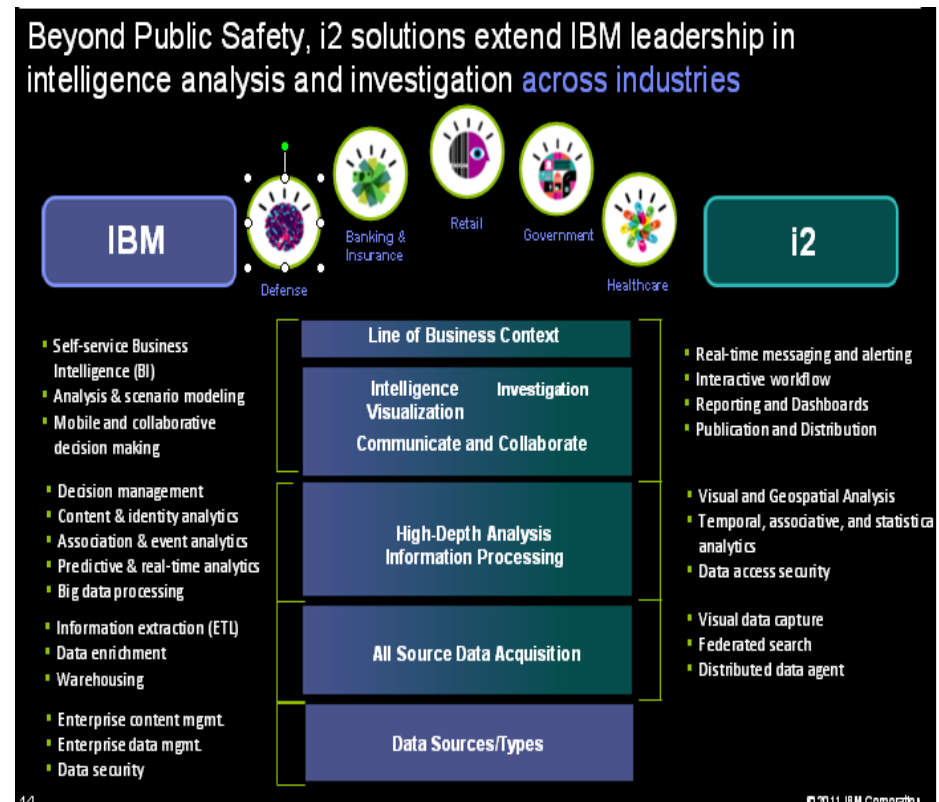 Beyond Public Safety, i2 solutions extend IBM leadership in
intelligence analysis and investigation across industries
IBM
Defense
Banking &
Insurance
Retail
Government
Healthcare
i2
Self-service Business
Intelligence (BI)
Analysis & scenario modeling
Mobile and collaborative
decision making
Decision management
Content & identity analytics
Association & event analytics
Predictive & real-time analytics
Big data processing
Information extraction (ETL)
Data enrichment
Warehousing
Enterprise content mgmt.
Enterprise data mgmt.
Data security
Line of Business Context
Intelligence Investigation
Visualization
Communicate and Collaborate
High-Depth Analysis
Information Processing
All Source Data Acquisition
Data Sources/Types
Real-time messaging and alerting
Interactive workflow
Reporting and Dashboards
Publication and Distribution
Visual and Geospatial Analysis
Temporal, associative, and statistica
analytics
Data access security
Visual data capture
Federated search
Distributed data agent
© 2011 IBM